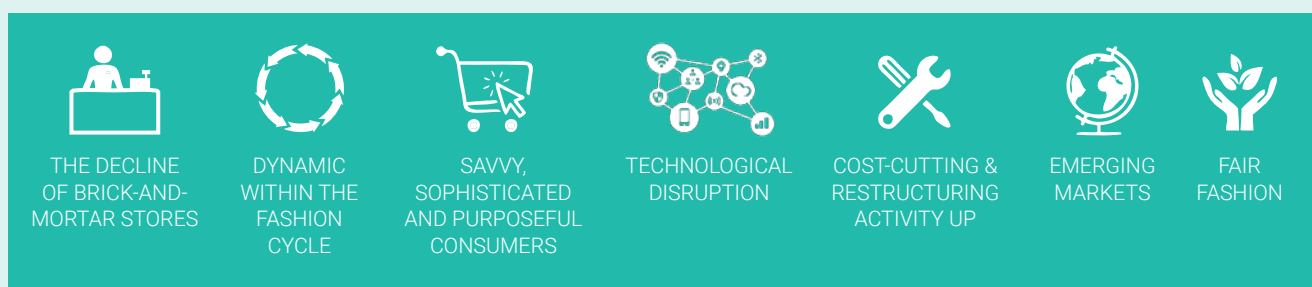 THE DECLINE
OF BRICK-AND-
MORTAR STORES
DYNAMIC
WITHIN THE
FASHION
CYCLE
SAVVY,
SOPHISTICATED
AND PURPOSEFUL
CONSUMERS
TECHNOLOGICAL
DISRUPTION
COST-CUTTING &
RESTRUCTURING
ACTIVITY UP
EMERGING
MARKETS
FAIR
FASHION